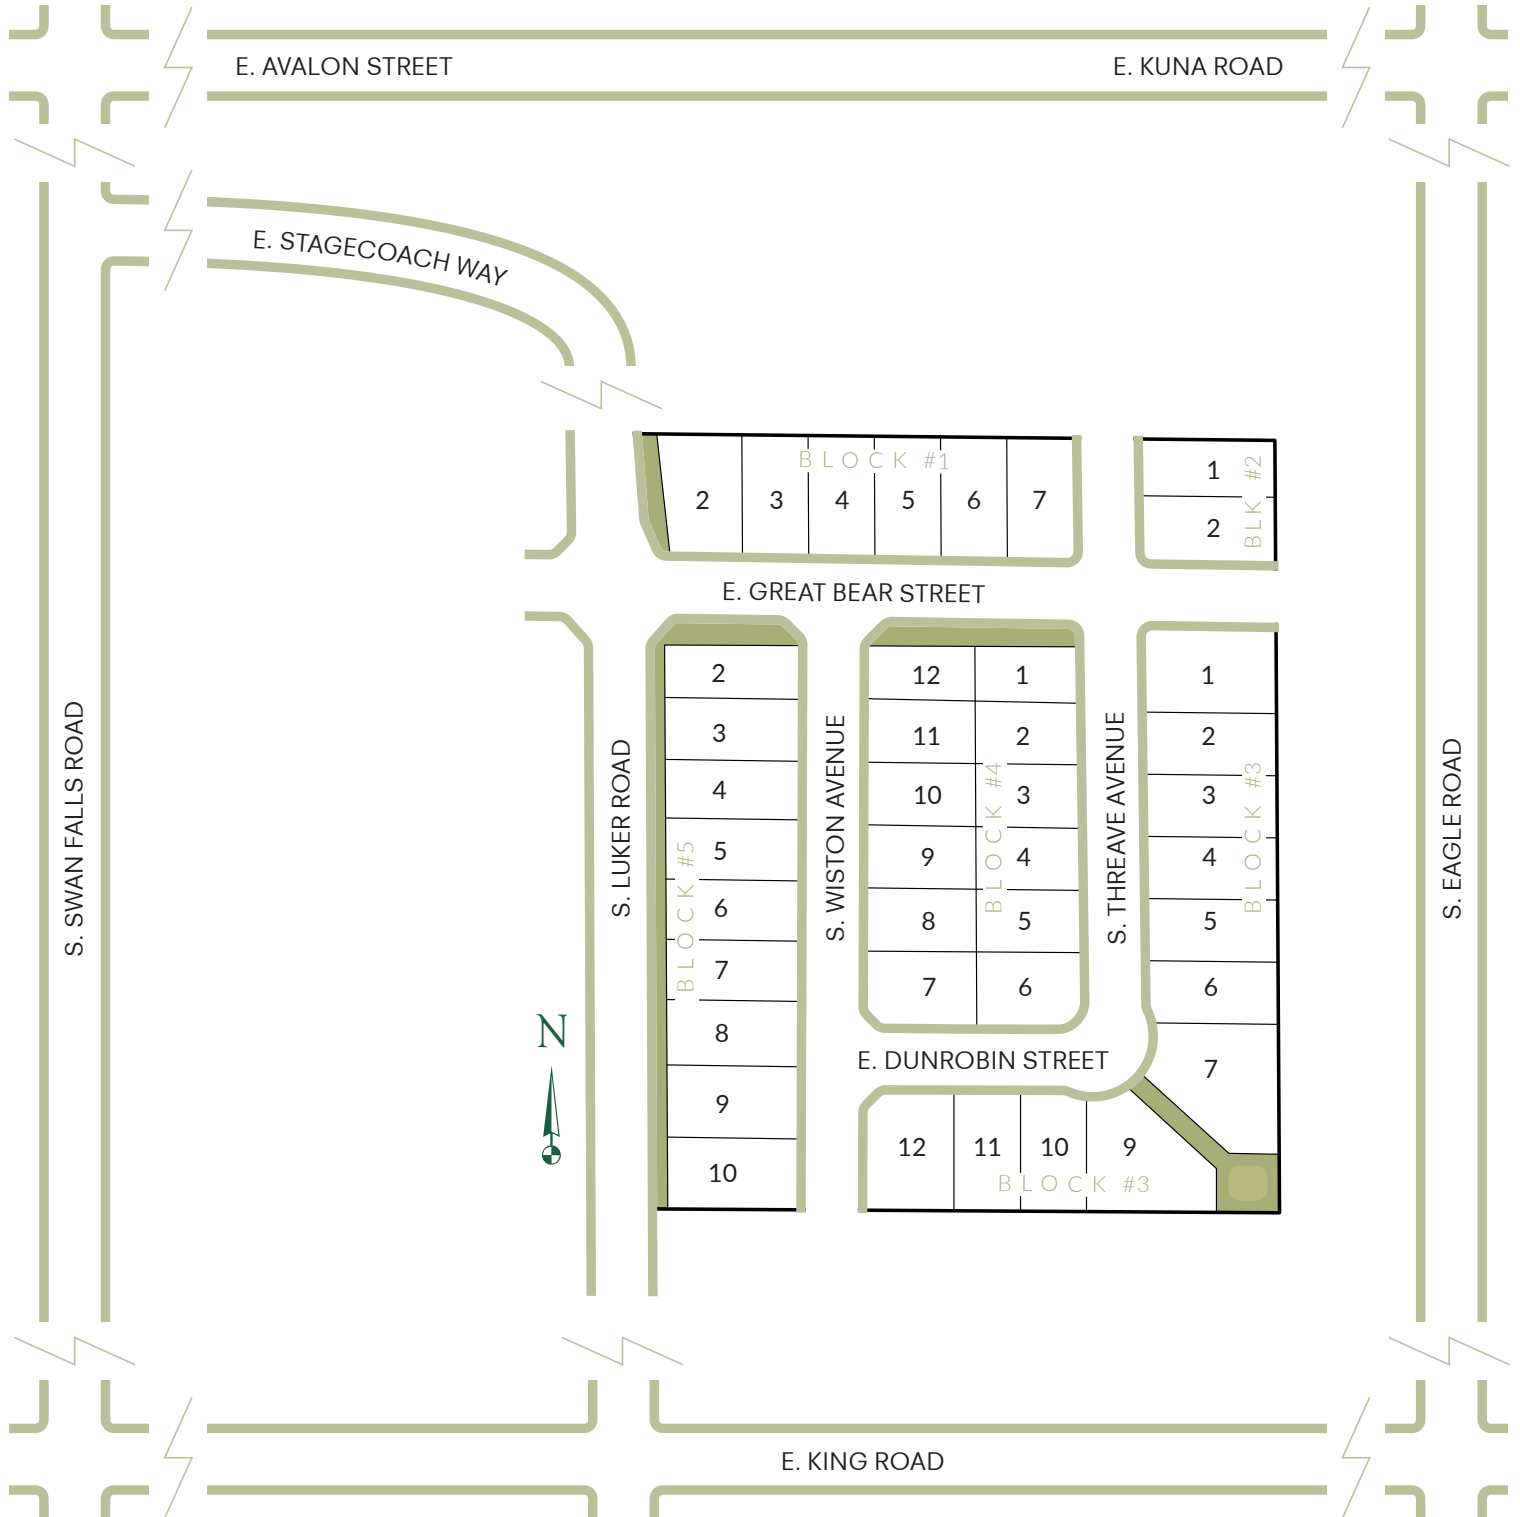 E. AVALON STREET
E. KUNA ROAD
E. STAGECOACH WAY
BLOCK #1
2 3 4 5 6 7
1
2
BLK #2
E. GREAT BEAR STREET
S. SWAN FALLS ROAD
S. LUKER ROAD
2
3
4
5
6
7
8
9
10
BLOCK #5
S. WISTON AVENUE
12 1
11 2
10 3
9 4
8 5
7 6
BLOCK #4
S. THREAVE AVENUE
1
2
3
4
5
6
7
BLOCK #3
S. EAGLE ROAD
N
E. DUNROBIN STREET
12 11 10 9
BLOCK #3
E. KING ROAD